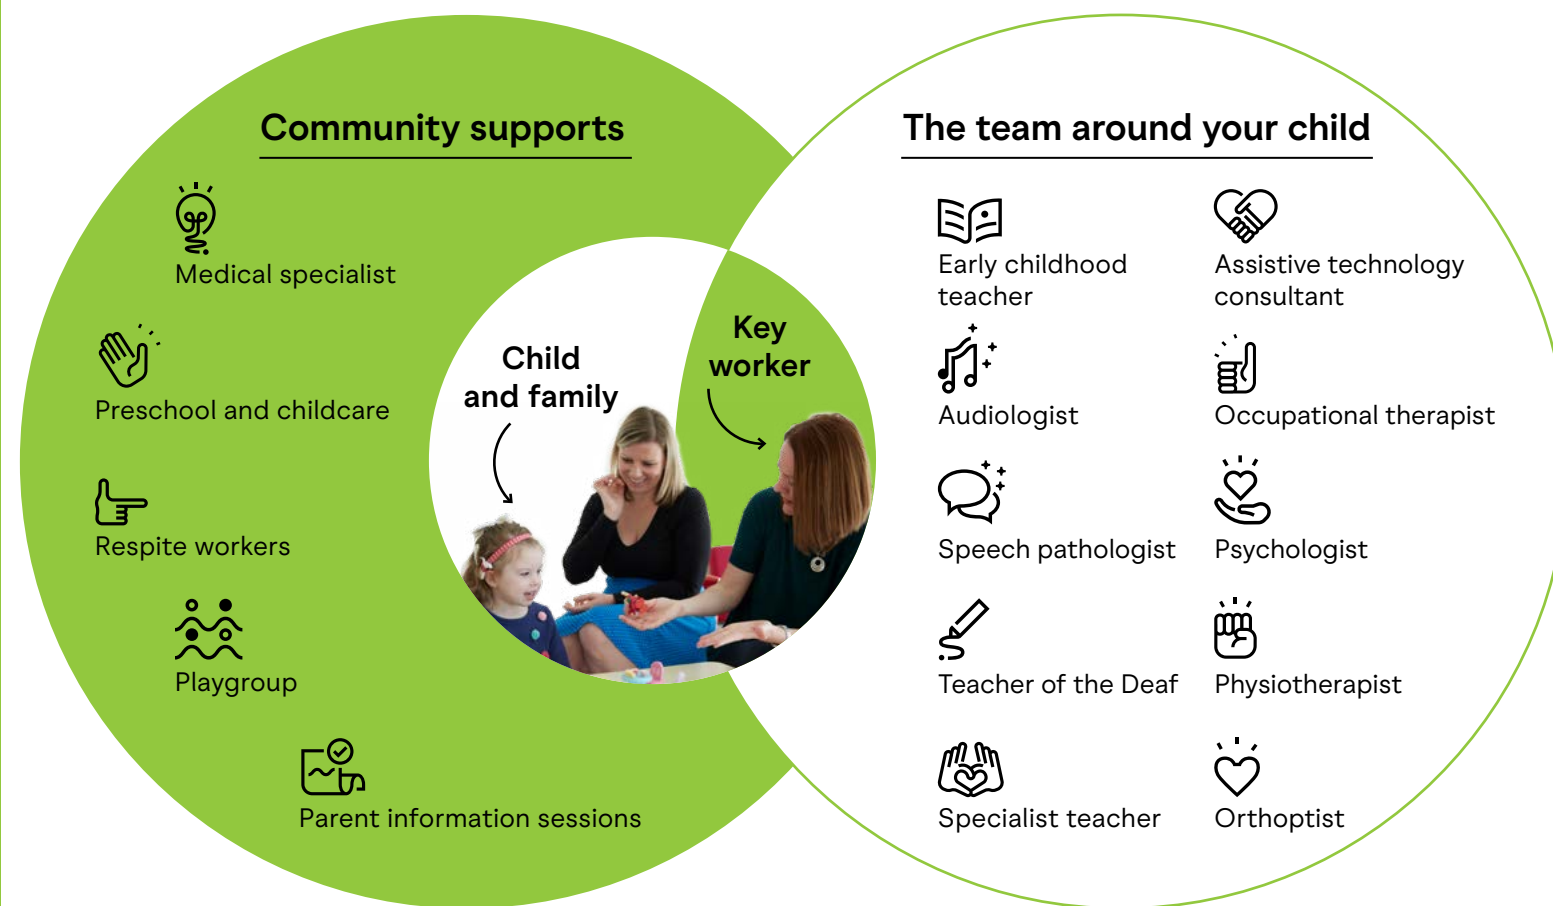 Community supports
Medical specialist
Preschool and childcare
Respite workers
Playgroup
Parent information sessions
Child
and family
Key
worker
The team around your child
Early childhood
teacher
Assistive technology
consultant
Audiologist
Occupational therapist
Speech pathologist
Psychologist
Teacher of the Deaf
Physiotherapist
Specialist teacher
Orthoptist